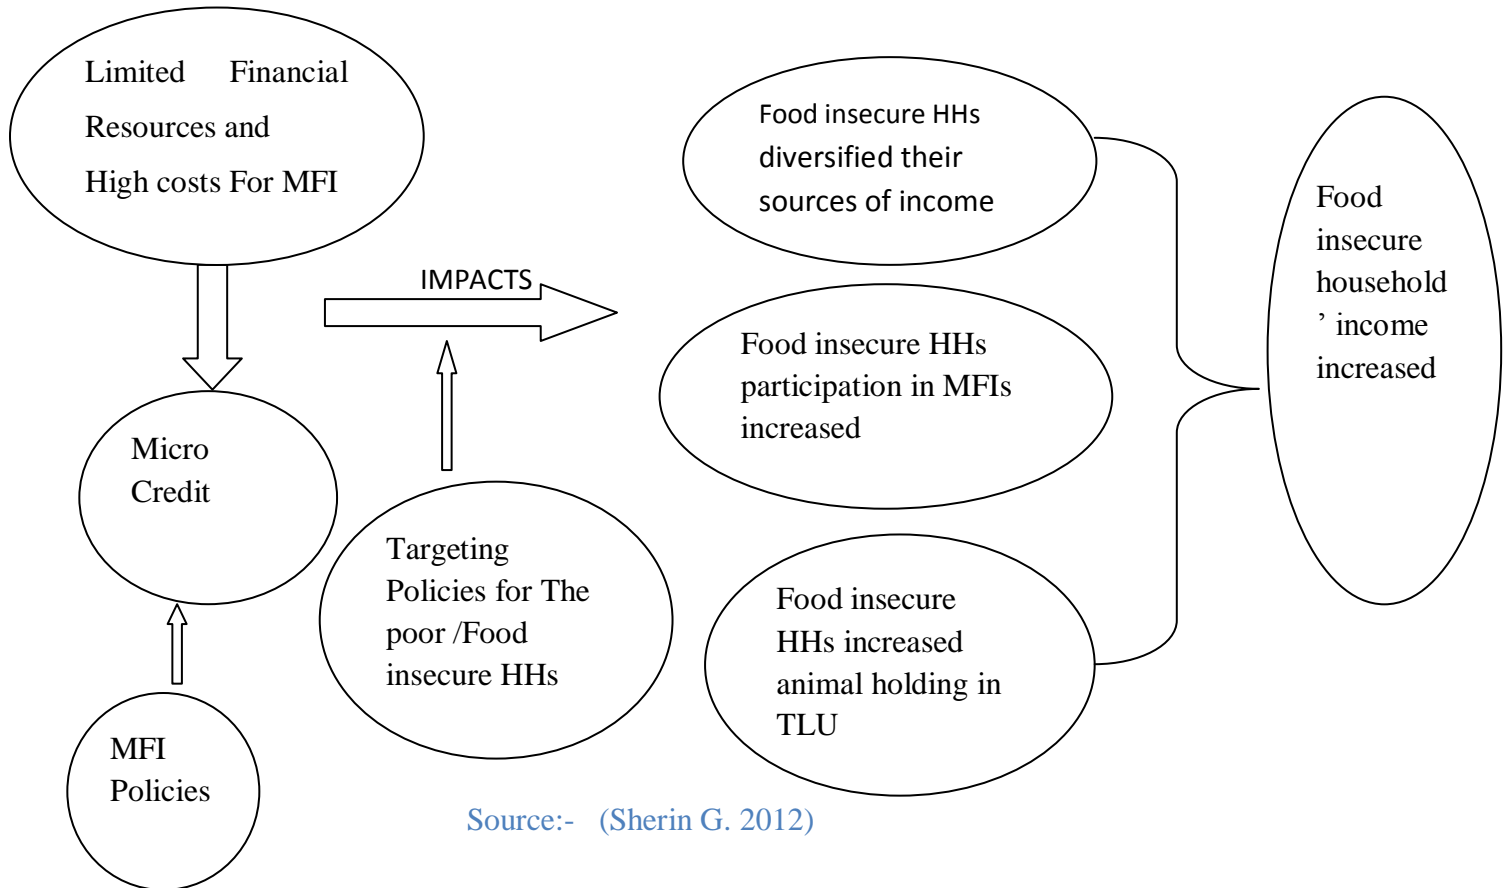 Limited Financial
Resources and
High costs For MFI
IMPACTS
Micro
Credit
MFI
Policies
Targeting
Policies for The
poor /Food
insecure HHs
Food insecure HHs
diversified their
sources of income
Food insecure HHs
participation in MFIs
increased
Food insecure
HHs increased
animal holding in
TLU
Food
insecure
household
’ income
increased
Source:- (Sherin G. 2012)